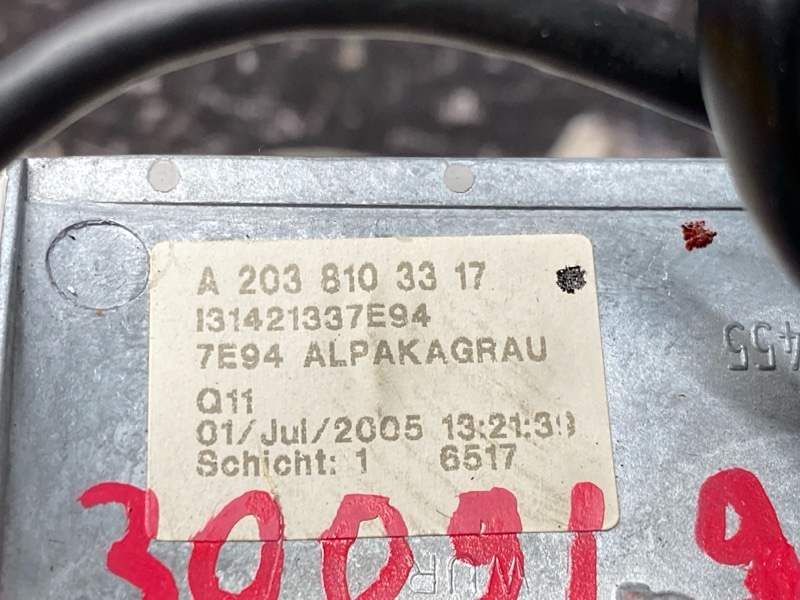 A 203 810 33 17
I31421337E94
7E94 ALPAKAGRAU
Q11
01/Jul/2005 13:21:39
Schicht: 1 6517